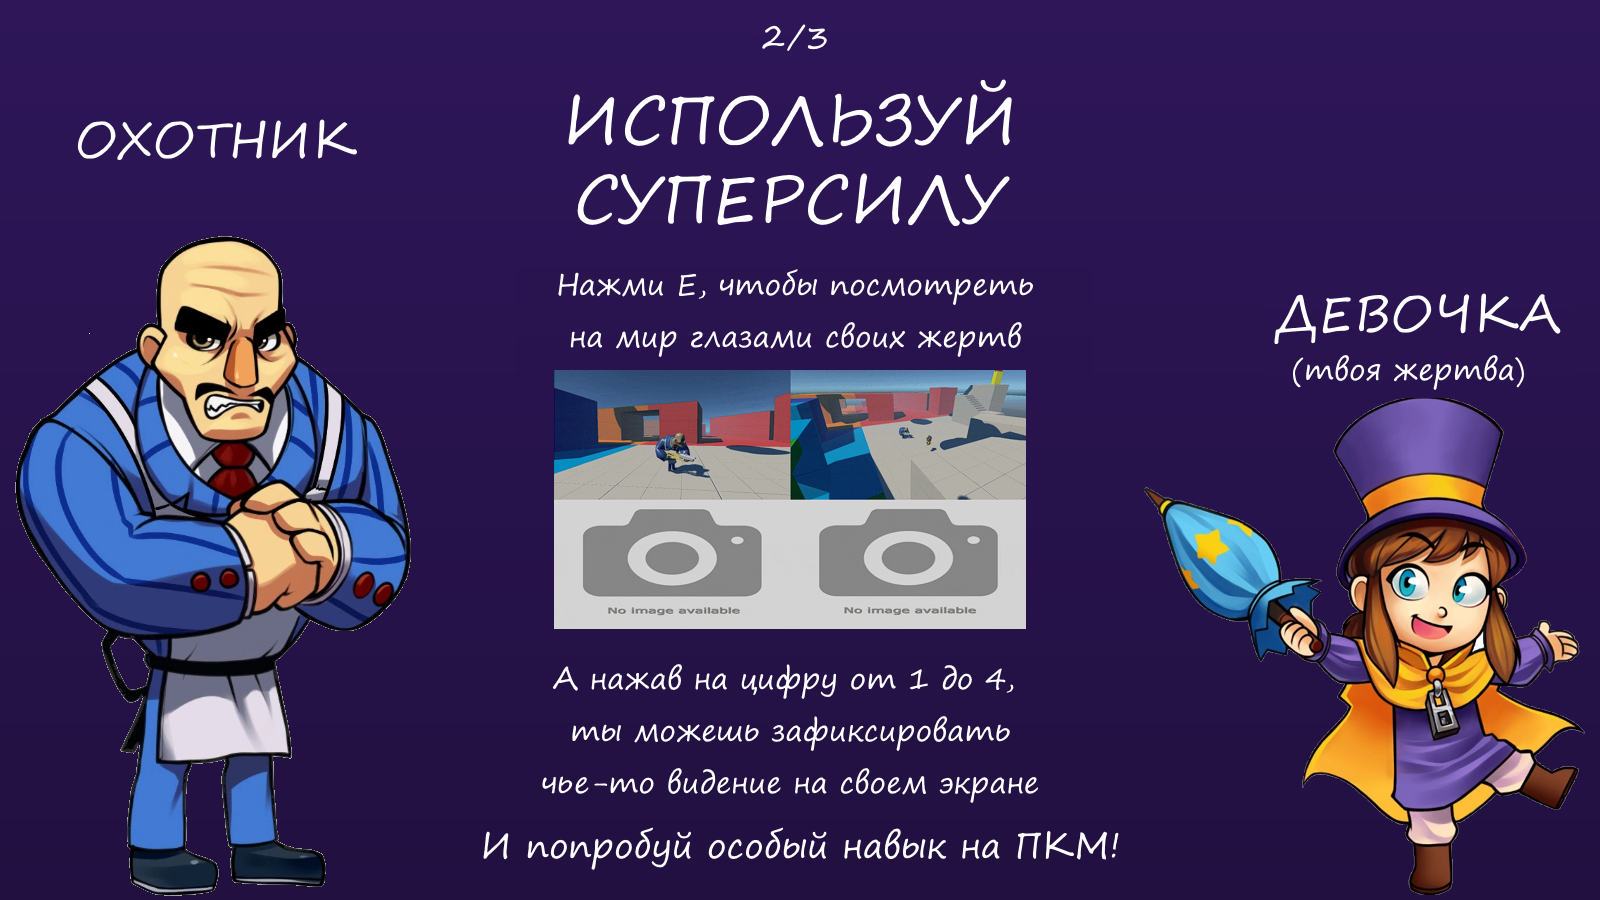 2/3
ИСПОЛЬЗУЙ
СУПЕРСИЛУ
ОХОТНИК
Нажми Е, чтобы посмотреть
на мир глазами своих жертв
ДЕВОЧКА
(твоя жертва)
No image available
No image available
А нажав на цифру от 1 до 4,
ты можешь зафиксировать
чье-то видение на своем экране
И попробуй особый навык на ПКМ!